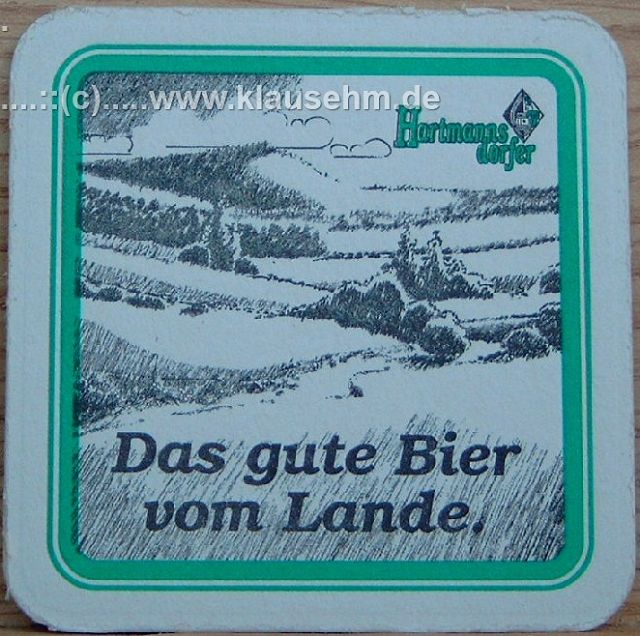 ....::(c).....www.klausehm.de
Hartmanns
dorfer
Das gute Bier
vom Lande.